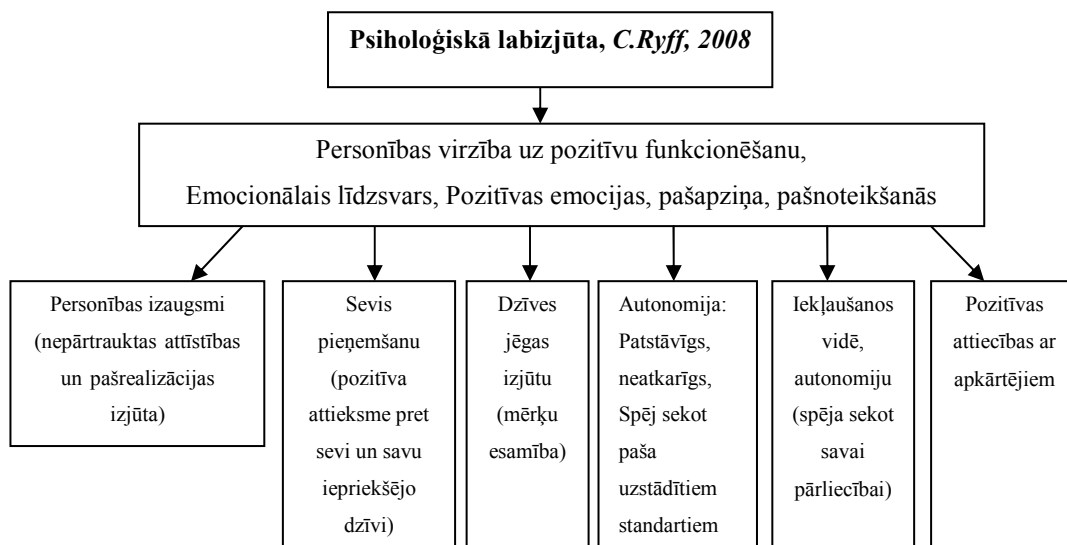 Psiholoģiskā labizjūta, C.Ryff, 2008
Personības virzība uz pozitīvu funkcionēšanu,
Emocionālais līdzsvars, Pozitīvas emocijas, pašapziņa, pašnoteikšanās
Personības izaugsmi
(nepārtrauktas attīstības
un pašrealizācijas
izjūta)
Sevis
pieņemšanu
(pozitīva
attieksme pret
sevi un savu
iepriekšējo
dzīvi)
Dzīves
jēgas
izjūtu
(mērķu
esamība)
Autonomija:
Patstāvīgs,
neatkarīgs,
Spēj sekot
paša
uzstādītiem
standartiem
Iekļaušanos
vidē,
autonomiju
(spēja sekot
savai
pārliecībai)
Pozitīvas
attiecības ar
apkārtējiem